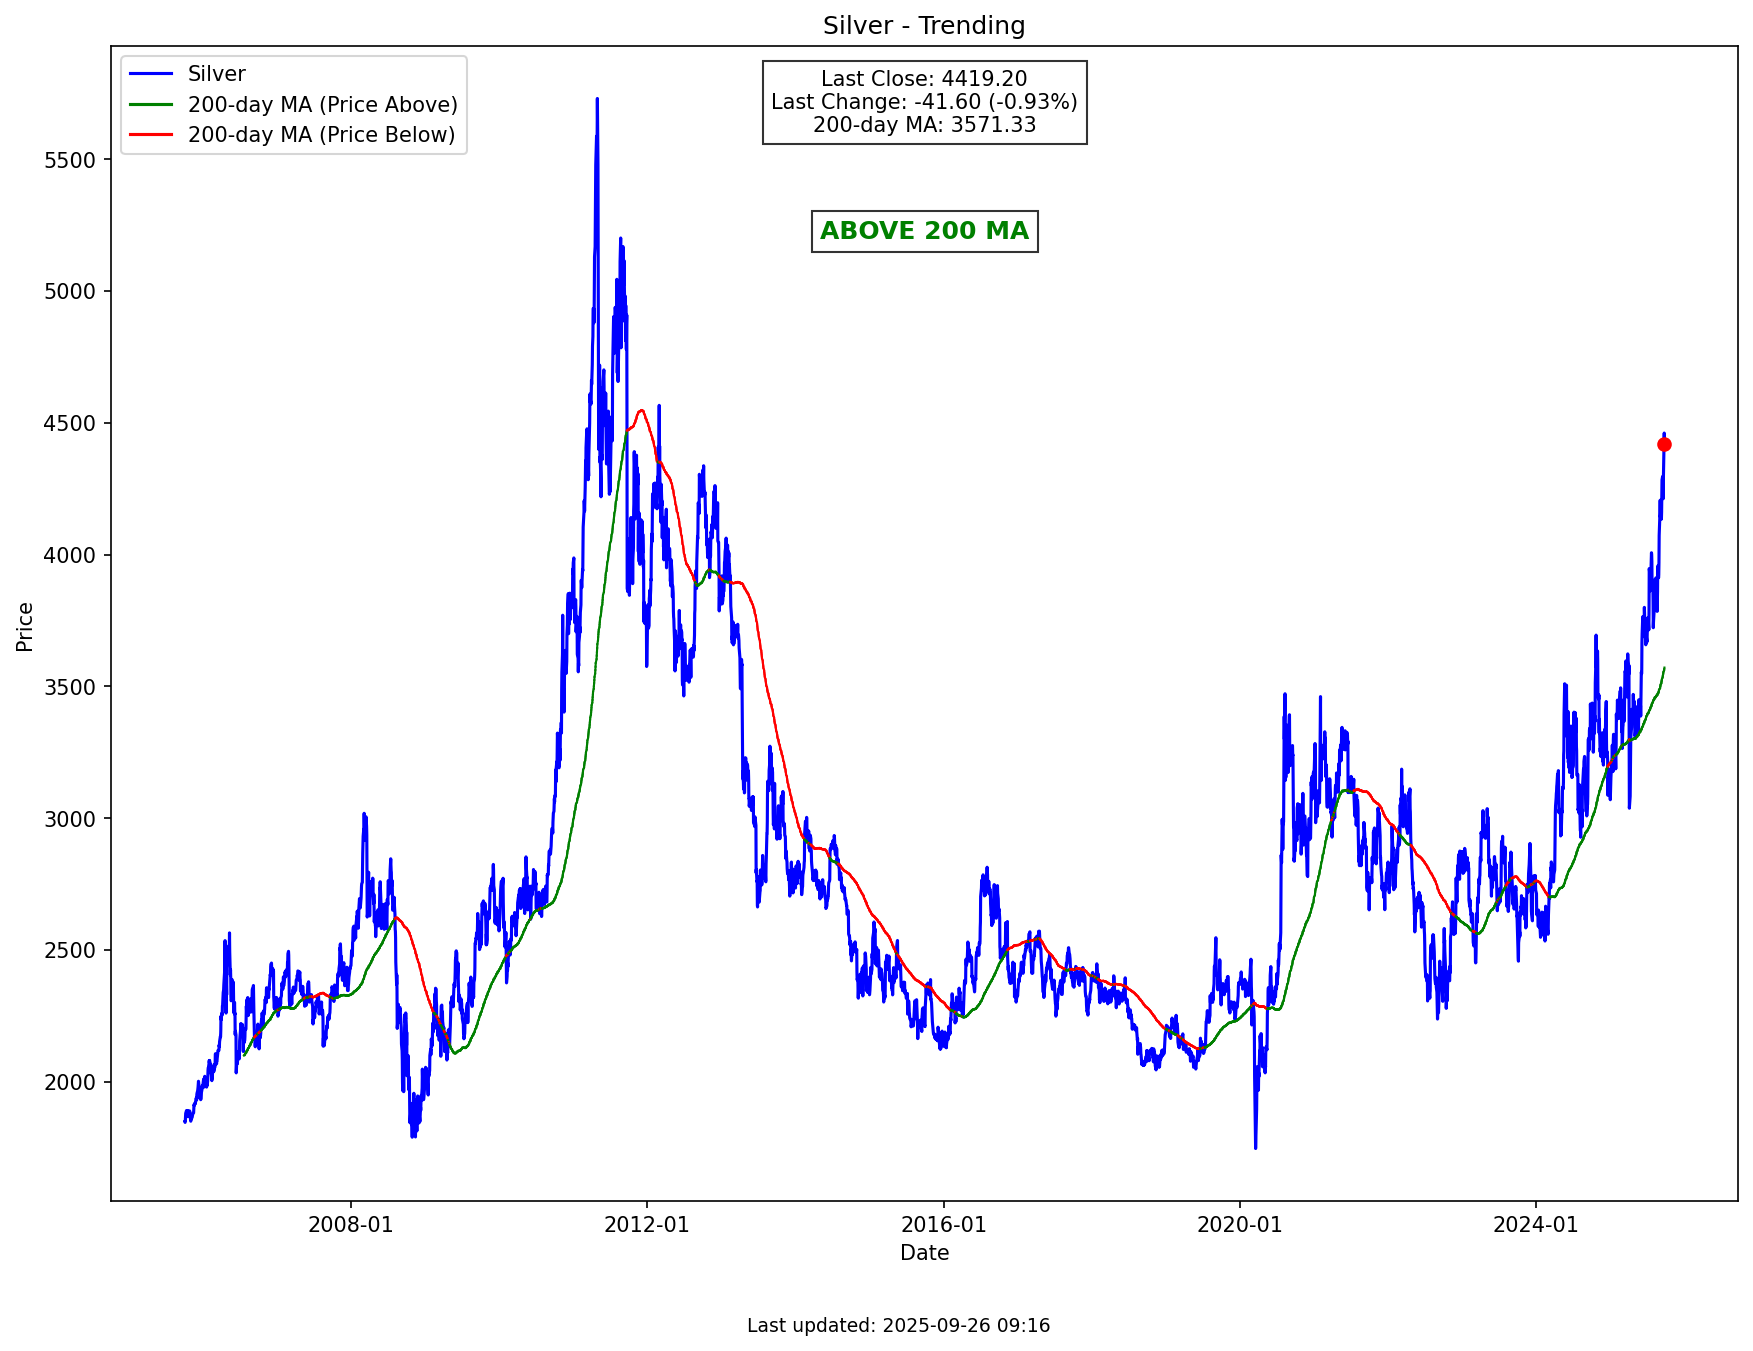 Silver - Trending
Silver
200-day MA (Price Above)
200-day MA (Price Below)
Last Close: 4419.20
Last Change: -41.60 (-0.93%)
200-day MA: 3571.33
ABOVE 200 MA
5500
5000
4500
4000
3500
3000
2500
2000
Price
2008-01
2012-01
2016-01
2020-01
2024-01
Date
Last updated: 2025-09-26 09:16